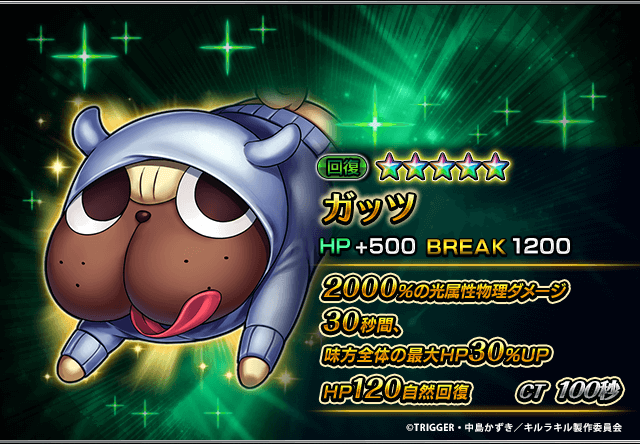 回復
ガッツ
HP +500 BREAK 1200
2000%の光属性物理ダメージ
30秒間、
味方全体の最大HP30%UP
HP120自然回復 CT 100秒
©TRIGGER・中島かずき/キルラキル製作委員会